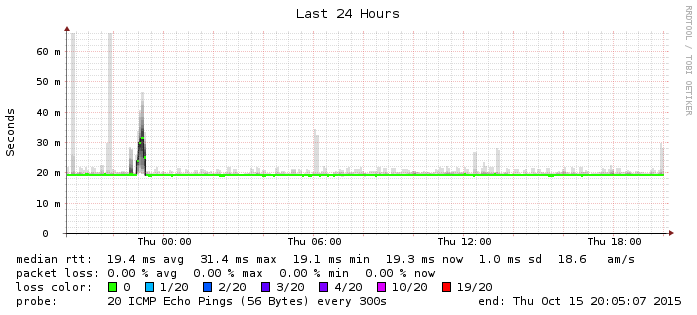 Last 24 Hours
RRDTOOL / TOBI OETIKER
Seconds
60 m
50 m
40 m
30 m
20 m
10 m
0
Thu 00:00 Thu 06:00 Thu 12:00 Thu 18:00
median rtt: 19.4 ms avg 31.4 ms max 19.1 ms min 19.3 ms now 1.0 ms sd 18.6 am/s
packet loss: 0.00 % avg 0.00 % max 0.00 % min 0.00 % now
loss color: 0 1/20 2/20 3/20 4/20 10/20 19/20
probe: 20 ICMP Echo Pings (56 Bytes) every 300s end: Thu Oct 15 20:05:07 2015